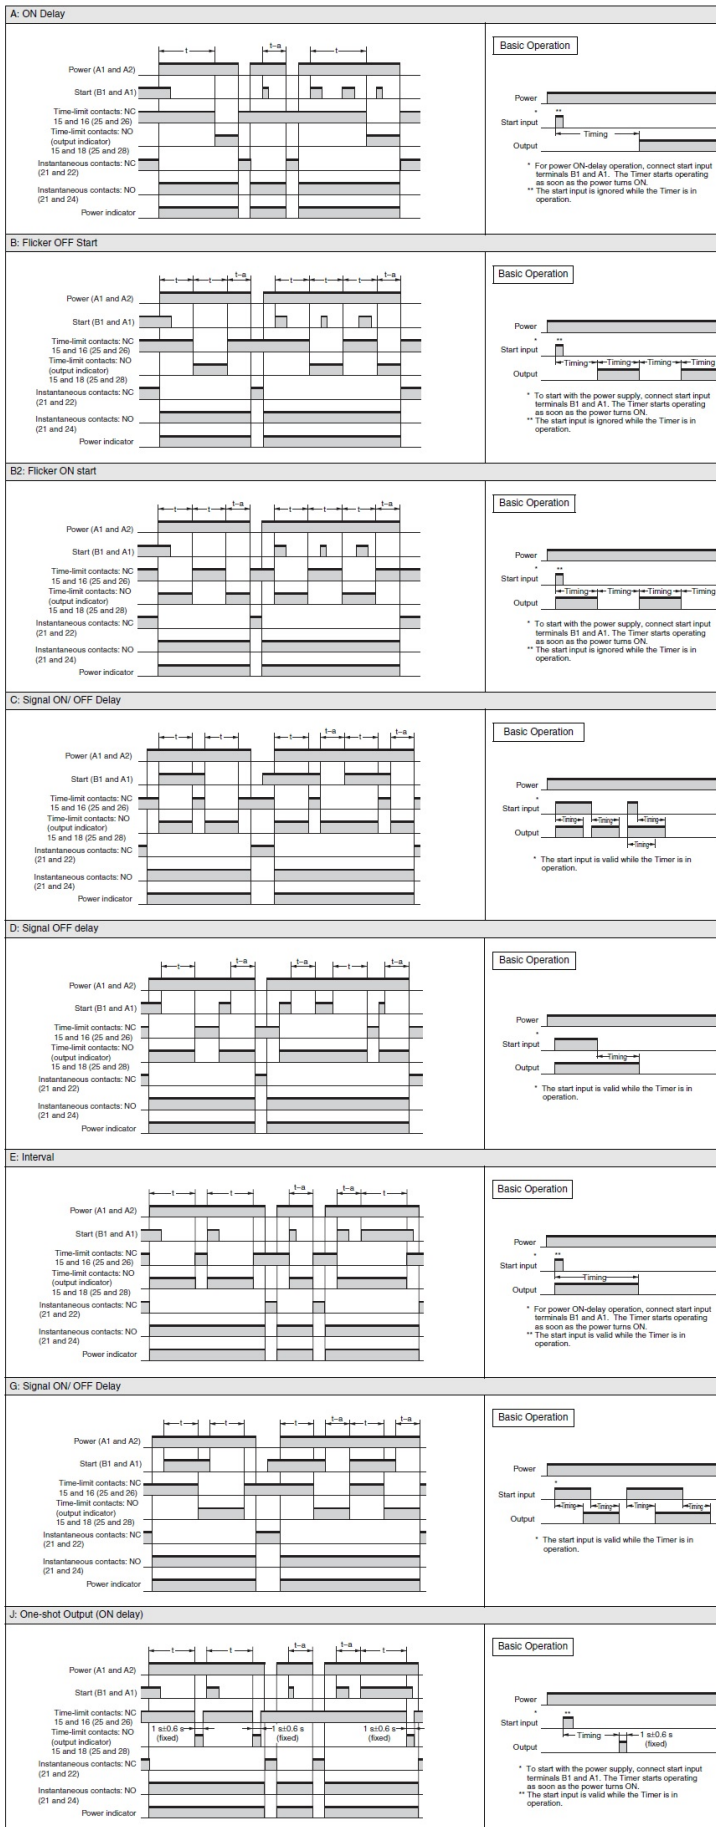 A: ON Delay
t
t–a
t
Power (A1 and A2)
Start (B1 and A1)
Time-limit contacts: NC
15 and 16 (25 and 26)
Time-limit contacts: NO
(output indicator)
15 and 18 (25 and 28)
Instantaneous contacts: NC
(21 and 22)
Instantaneous contacts: NO
(21 and 24)
Power indicator
Basic Operation
Power
*
**
Start input
Timing
Output
* For power ON-delay operation, connect start input
terminals B1 and A1. The Timer starts operating
as soon as the power turns ON.
** The start input is ignored while the Timer is in
operation.
B: Flicker OFF Start
t t t–a t t t t–a
Power (A1 and A2)
Start (B1 and A1)
Time-limit contacts: NC
15 and 16 (25 and 26)
Time-limit contacts: NO
(output indicator)
15 and 18 (25 and 28)
Instantaneous contacts: NC
(21 and 22)
Instantaneous contacts: NO
(21 and 24)
Power indicator
Basic Operation
Power
*
**
Start input
Timing Timing Timing Timing
Output
* To start with the power supply, connect start input
terminals B1 and A1. The Timer starts operating
as soon as the power turns ON.
** The start input is ignored while the Timer is in
operation.
B2: Flicker ON start
t t t–a t t t t–a
Power (A1 and A2)
Start (B1 and A1)
Time-limit contacts: NC
15 and 16 (25 and 26)
Time-limit contacts: NO
(output indicator)
15 and 18 (25 and 28)
Instantaneous contacts: NC
(21 and 22)
Instantaneous contacts: NO
(21 and 24)
Power indicator
Basic Operation
Power
*
**
Start input
Timing Timing Timing Timing
Output
* To start with the power supply, connect start input
terminals B1 and A1. The Timer starts operating
as soon as the power turns ON.
** The start input is ignored while the Timer is in
operation.
C: Signal ON/ OFF Delay
t t t t–a t t–a
Power (A1 and A2)
Start (B1 and A1)
Time-limit contacts: NC
15 and 16 (25 and 26)
Time-limit contacts: NO
(output indicator)
15 and 18 (25 and 28)
Instantaneous contacts: NC
(21 and 22)
Instantaneous contacts: NO
(21 and 24)
Power indicator
Basic Operation
Power
*
Start input
Timing Timing Timing
Output
Timing
* The start input is valid while the Timer is in
operation.
D: Signal OFF delay
t t–a t–a t t–a
Power (A1 and A2)
Start (B1 and A1)
Time-limit contacts: NC
15 and 16 (25 and 26)
Time-limit contacts: NO
(output indicator)
15 and 18 (25 and 28)
Instantaneous contacts: NC
(21 and 22)
Instantaneous contacts: NO
(21 and 24)
Power indicator
Basic Operation
Power
*
Start input
Timing
Output
* The start input is valid while the Timer is in
operation.
E: Interval
t t t–a t–a t
Power (A1 and A2)
Start (B1 and A1)
Time-limit contacts: NC
15 and 16 (25 and 26)
Time-limit contacts: NO
(output indicator)
15 and 18 (25 and 28)
Instantaneous contacts: NC
(21 and 22)
Instantaneous contacts: NO
(21 and 24)
Power indicator
Basic Operation
Power
*
**
Start input
Timing
Output
* For power ON-delay operation, connect start input
terminals B1 and A1. The Timer starts operating
as soon as the power turns ON.
** The start input is valid while the Timer is in
operation.
G: Signal ON/ OFF Delay
t t t t–a t t–a
Power (A1 and A2)
Start (B1 and A1)
Time-limit contacts: NC
15 and 16 (25 and 26)
Time-limit contacts: NO
(output indicator)
15 and 18 (25 and 28)
Instantaneous contacts: NC
(21 and 22)
Instantaneous contacts: NO
(21 and 24)
Power indicator
Basic Operation
Power
*
Start input
Timing Timing Timing Timing
Output
* The start input is valid while the Timer is in
operation.
J: One-shot Output (ON delay)
t t t–a t–a t
Power (A1 and A2)
Start (B1 and A1)
Time-limit contacts: NC
15 and 16 (25 and 26)
Time-limit contacts: NO
(output indicator)
15 and 18 (25 and 28)
1 s±0.6 s
(fixed)
1 s±0.6 s
(fixed)
1 s±0.6 s
(fixed)
Instantaneous contacts: NC
(21 and 22)
Instantaneous contacts: NO
(21 and 24)
Power indicator
Basic Operation
Power
*
**
Start input
Timing
1 s±0.6 s
(fixed)
Output
* To start with the power supply, connect start input
terminals B1 and A1. The Timer starts operating
as soon as the power turns ON.
** The start input is ignored while the Timer is in
operation.